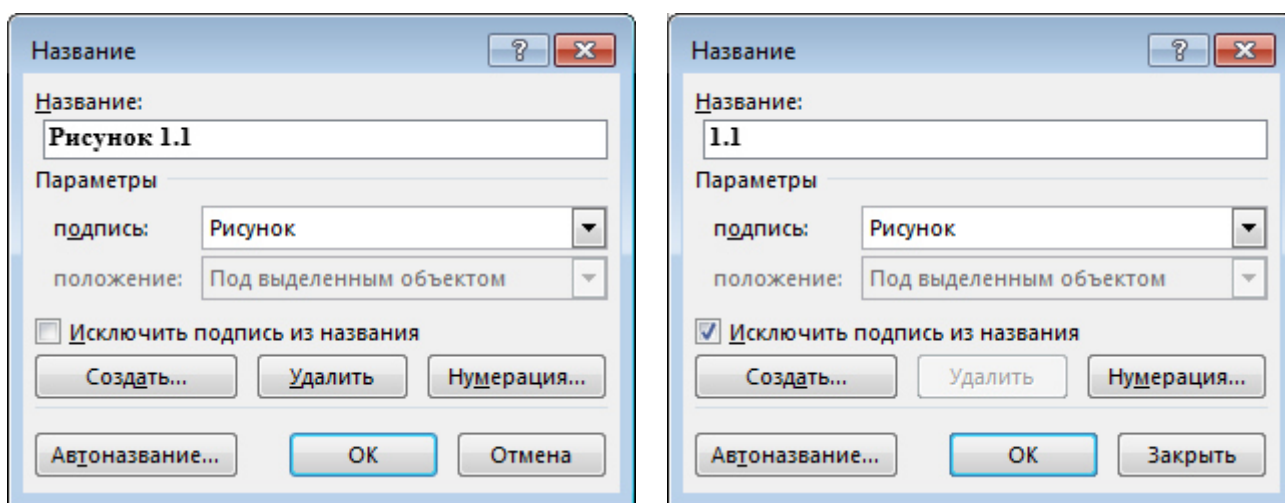 Название
Название:
Рисунок 1.1
Параметры
подпись: Рисунок
положение: Под выделенным объектом
Исключить подпись из названия
Создать... Удалить Нумерация...
Автоназвание... ОК Отмена
Название
Название:
1.1
Параметры
подпись: Рисунок
положение: Под выделенным объектом
Исключить подпись из названия
Создать... Удалить Нумерация...
Автоназвание... ОК Закрыть